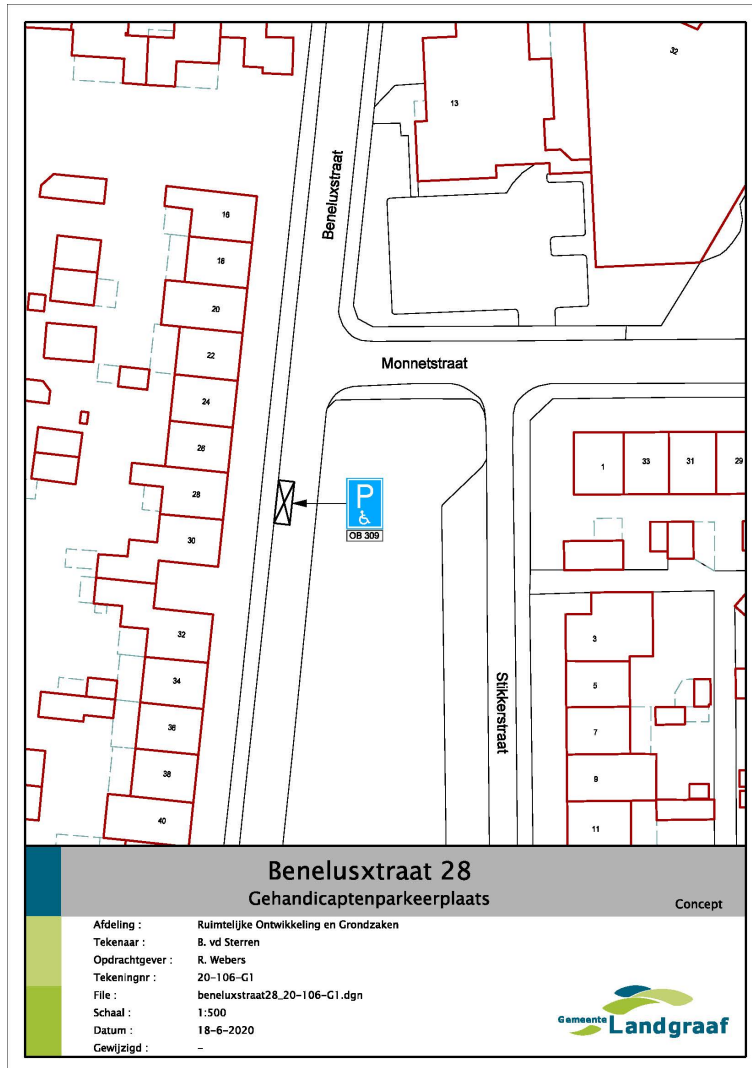 32
13
Beneluxstraat
16
18
20
22
24
26
28
30
32
34
36
38
40
Monnetstraat
P
OB 309
1
33
31
29
3
5
7
9
11
Stikkerstraat
Benelusxtraat 28
Gehandicaptenparkeerplaats
Concept
Afdeling : Ruimtelijke Ontwikkeling en Grondzaken
Tekenaar : B. vd Sterren
Opdrachtgever : R. Webers
Tekeningnr : 20-106-G1
File : beneluxstraat28_20-106-G1.dgn
Schaal : 1:500
Datum : 18-6-2020
Gewijzigd : -
Gemeente Landgraaf